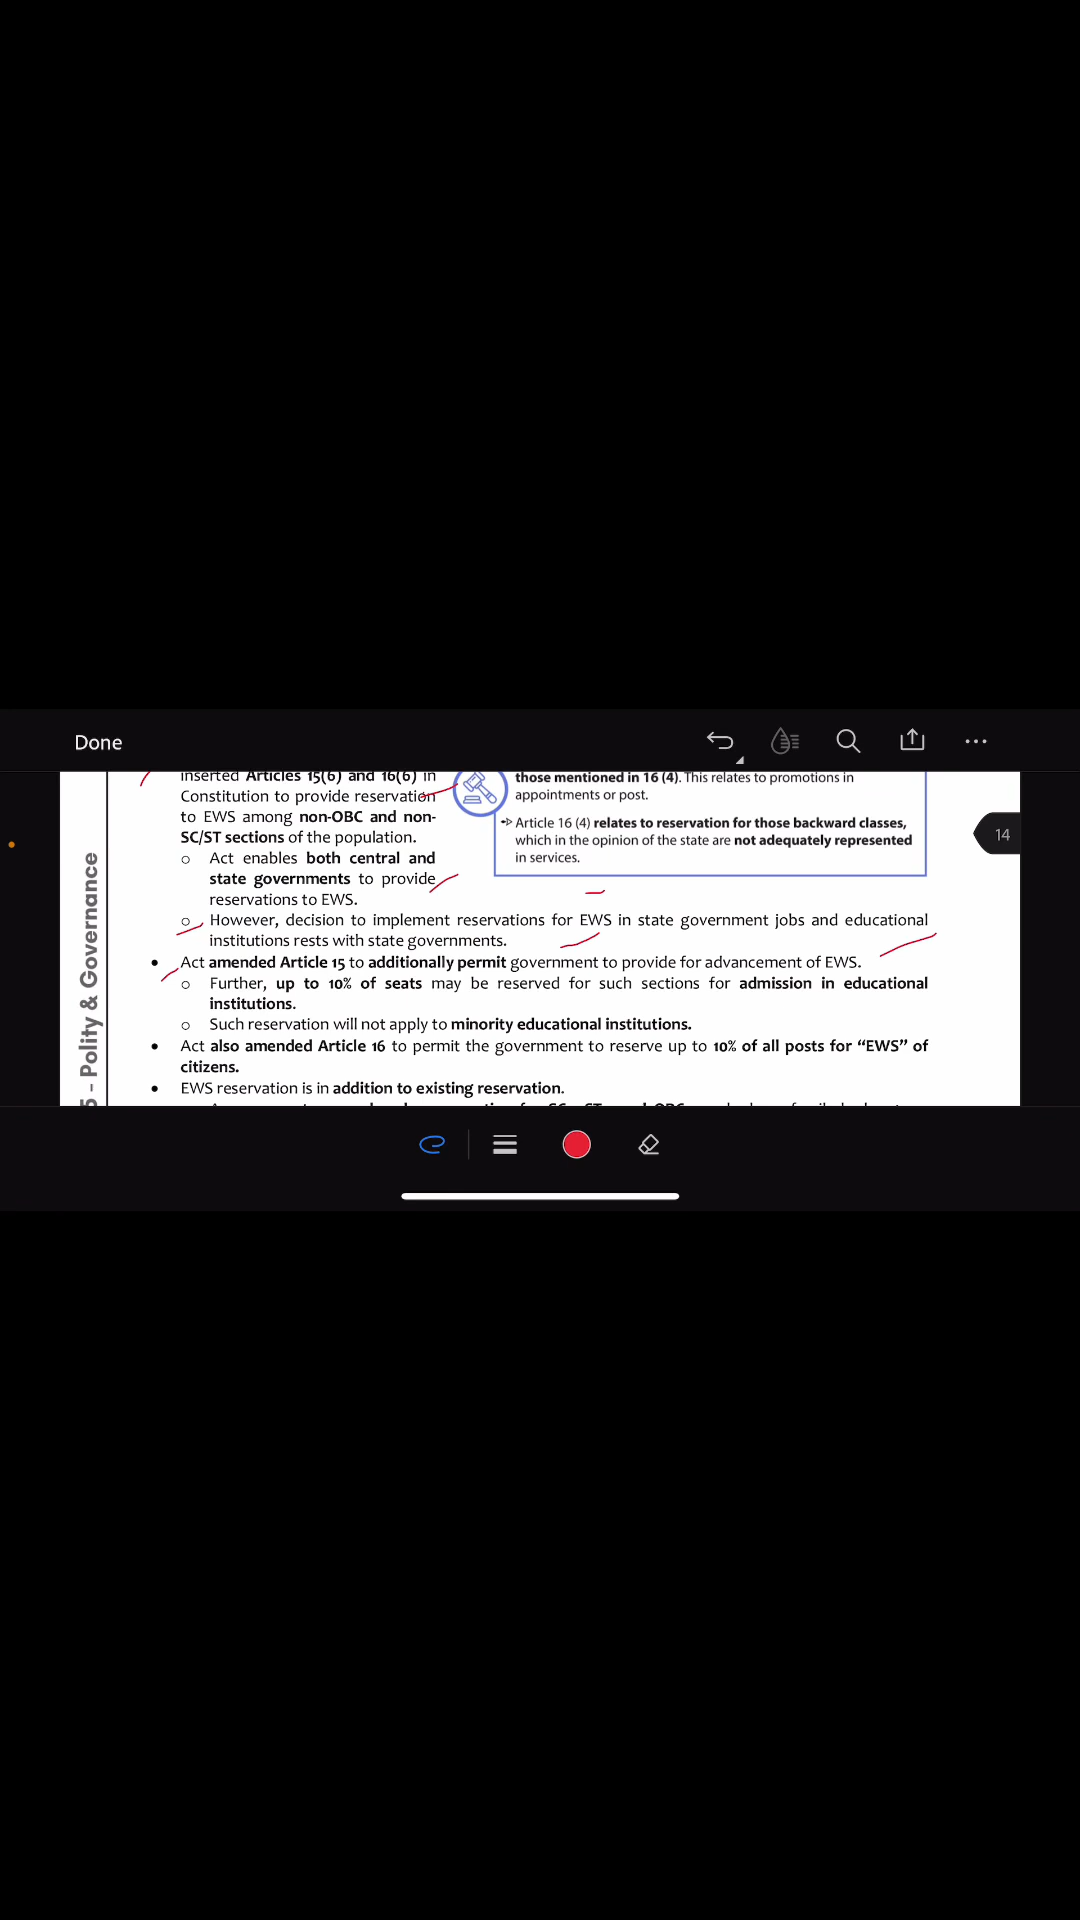 Done
inserted Articles 15(6) and 16(6) in
Constitution to provide reservation
to EWS among non-OBC and non-
SC/ST sections of the population.
o Act enables both central and
state governments to provide
reservations to EWS.
those mentioned in 16 (4). This relates to promotions in
appointments or post.
Article 16 (4) relates to reservation for those backward classes,
which in the opinion of the state are not adequately represented
in services.
14
o However, decision to implement reservations for EWS in state government jobs and educational
institutions rests with state governments.
• Act amended Article 15 to additionally permit government to provide for advancement of EWS.
o Further, up to 10% of seats may be reserved for such sections for admission in educational
institutions.
o Such reservation will not apply to minority educational institutions.
• Act also amended Article 16 to permit the government to reserve up to 10% of all posts for “EWS” of
citizens.
• EWS reservation is in addition to existing reservation.
5 - Polity & Governance